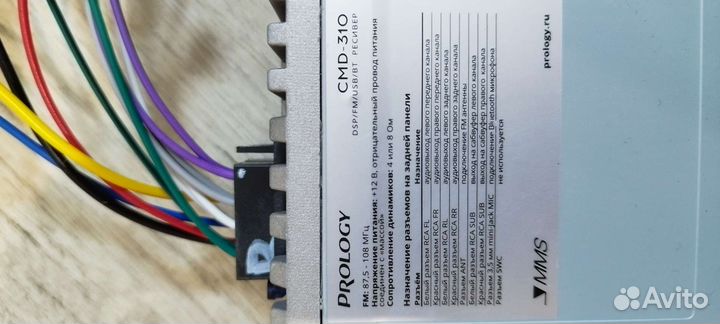 PROLOGY
CMD-310
DSP/FM/USB/BT РЕСИВЕР
FM: 87,5 - 108 МГц
Напряжение питания: +12 В, отрицательный провод питания
соединен с «массой»
Сопротивление динамиков: 4 или 8 Ом
Назначение разъемов на задней панели
Разъём Назначение
Белый разъем RCA FL аудиовыход левого переднего канала
Красный разъем RCA FR аудиовыход правого переднего канала
Белый разъем RCA RL аудиовыход левого заднего канала
Красный разъем RCA RR аудиовыход правого заднего канала
Разъем ANT подключение FM антенны
Белый разъем RCA SUB выход на сабвуфер левого канала
Красный разъем RCA SUB выход на сабвуфер правого канала
Разъем 3,5 мм mini-jack MIC подключение Bluetooth микрофона
Разъем SWC не используется
MMS
prology.ru
Avito